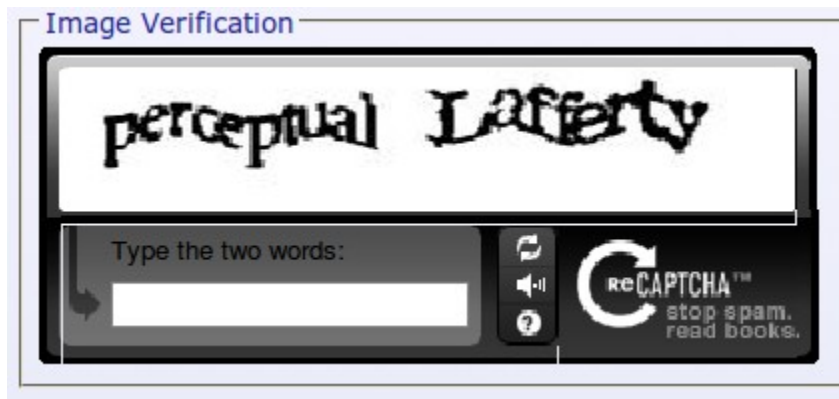 Image Verification
perceptual Lafferty
Type the two words:
reCAPTCHA™
stop spam.
read books.